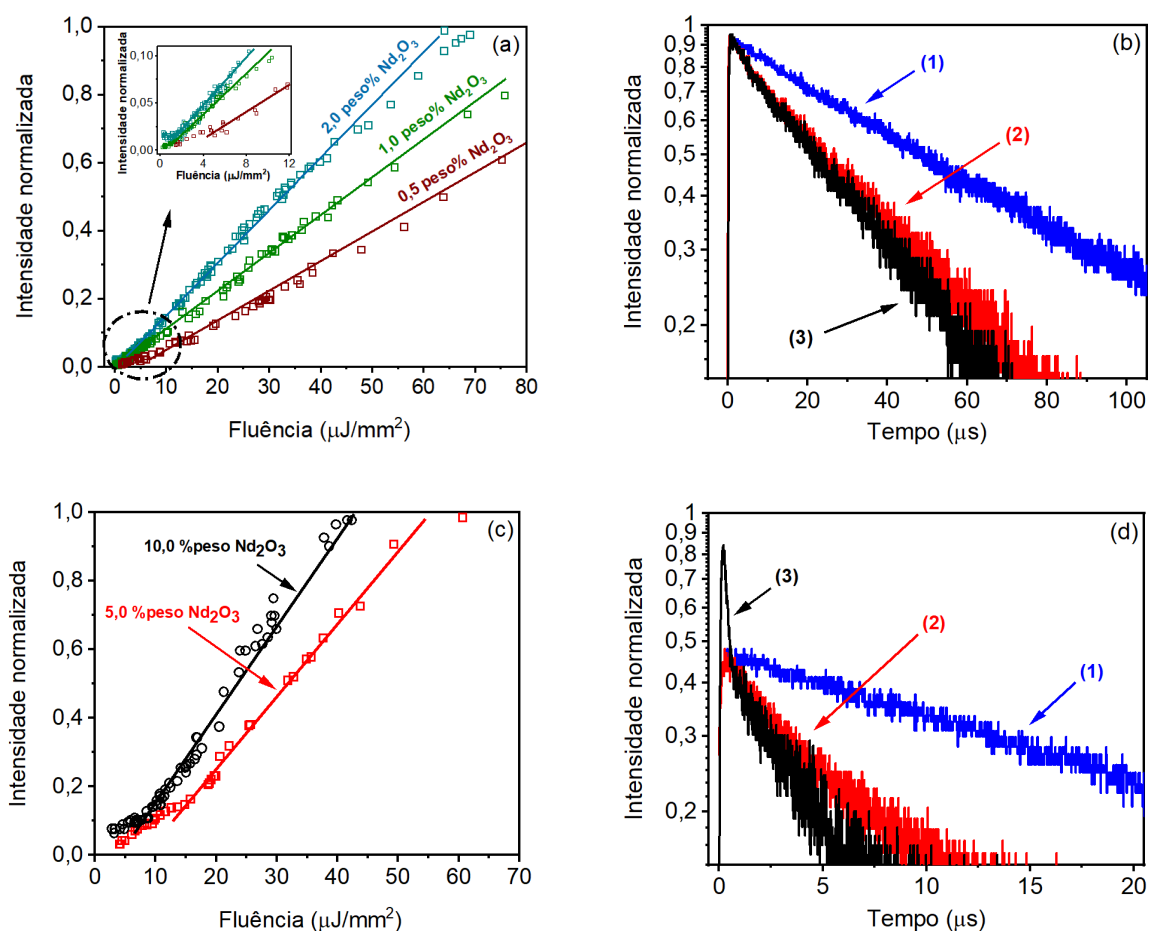 (a)
Intensidade normalizada
1,0
0,8
0,6
0,4
0,2
0,0
0 10 20 30 40 50 60 70 80
Fluência (μJ/mm²)
2,0 peso% Nd₂O₃
1,0 peso% Nd₂O₃
0,5 peso% Nd₂O₃
Intensidade normalizada
0,10
0,05
0,00
0 4 8 12
Fluência (μJ/mm²)
(b)
Intensidade normalizada
1
0,9
0,8
0,7
0,6
0,5
0,4
0,3
0,2
0 20 40 60 80 100
Tempo (μs)
(1)
(2)
(3)
(c)
Intensidade normalizada
1,0
0,8
0,6
0,4
0,2
0,0
0 10 20 30 40 50 60 70
Fluência (μJ/mm²)
10,0 %peso Nd₂O₃
5,0 %peso Nd₂O₃
(d)
Intensidade normalizada
1
0,9
0,8
0,7
0,6
0,5
0,4
0,3
0,2
0 5 10 15 20
Tempo (μs)
(3)
(2)
(1)